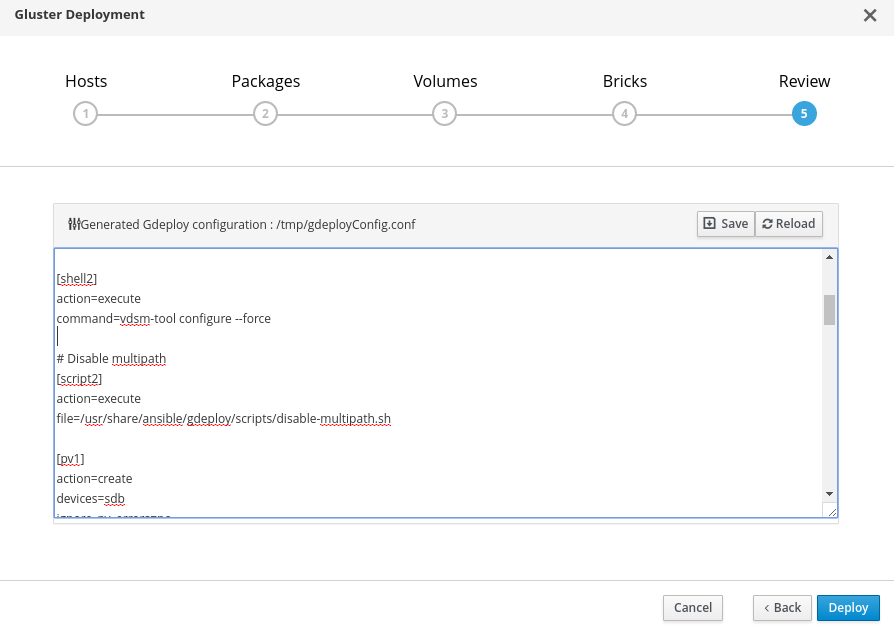 Gluster Deployment
Hosts Packages Volumes Bricks Review
1 2 3 4 5
Generated Gdeploy configuration : /tmp/gdeployConfig.conf Save Reload
[shell2]
action=execute
command=vdsm-tool configure --force
# Disable multipath
[script2]
action=execute
file=/usr/share/ansible/gdeploy/scripts/disable-multipath.sh
[pv1]
action=create
devices=sdb
Cancel Back Deploy